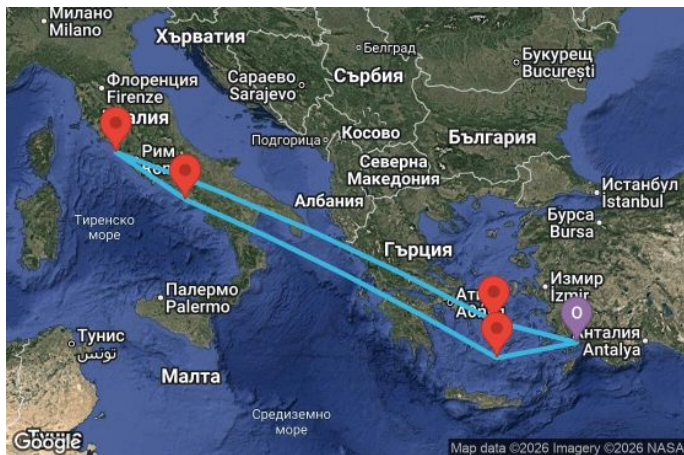 Милано
Milano
Хърватия
Белград
Букурещ
București
Флоренция
Firenze
Сараево
Sarajevo
Сърбия
Подгорица
Косово
България
Рим
Северна
Македония
Албания
Истанбул
İstanbul
Бурса
Bursa
Тиренско
море
Гърция
Измир
İzmir
Палермо
Palermo
O
Анталия
Antalya
Тунис
تونس
Малта
Средиземно
море
Google
Map data ©2026 Imagery ©2026 NASA